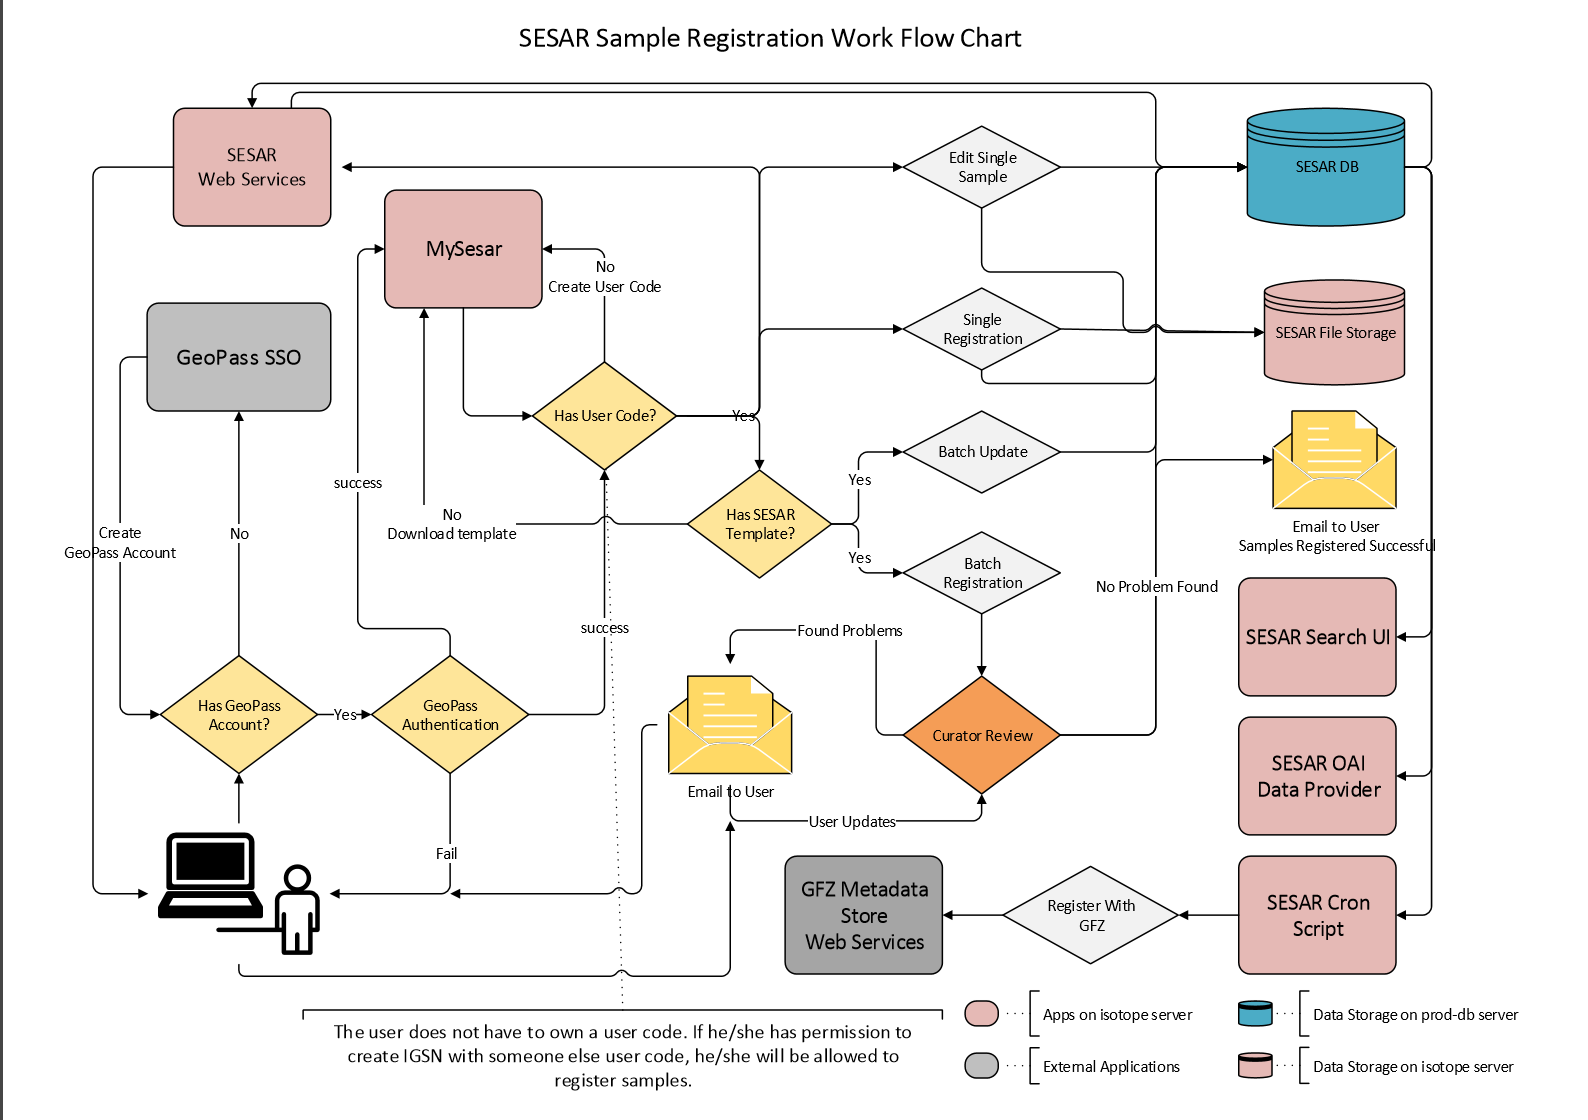 SESAR Sample Registration Work Flow Chart
SESAR
Web Services
Edit Single
Sample
SESAR DB
MySesar
No
Create User Code
GeoPass SSO
Single
Registration
SESAR File Storage
Has User Code?
Yes
Batch Update
success
Yes
No
Download template
Has SESAR
Template?
Email to User
Samples Registered Successful
Create
GeoPass Account
No
Yes
Batch
Registration
No Problem Found
success
Found Problems
SESAR Search UI
Has GeoPass
Account?
Yes
GeoPass
Authentication
Curator Review
SESAR OAI
Data Provider
Email to User
User Updates
Fail
GFZ Metadata
Store
Web Services
Register With
GFZ
SESAR Cron
Script
The user does not have to own a user code. If he/she has permission to
create IGSN with someone else user code, he/she will be allowed to
register samples.
Apps on isotope server
Data Storage on prod-db server
External Applications
Data Storage on isotope server